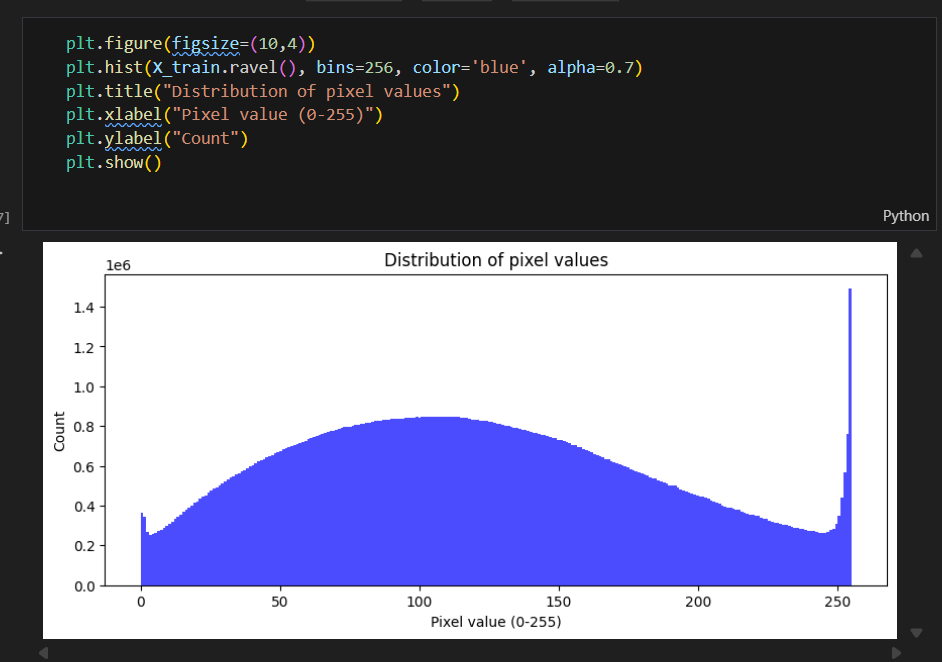 plt.figure(figsize=(10,4))
plt.hist(X_train.ravel(), bins=256, color='blue', alpha=0.7)
plt.title("Distribution of pixel values")
plt.xlabel("Pixel value (0-255)")
plt.ylabel("Count")
plt.show()
7]
Python
Distribution of pixel values
1e6
1.4
1.2
1.0
0.8
0.6
0.4
0.2
0.0
Count
0 50 100 150 200 250
Pixel value (0-255)